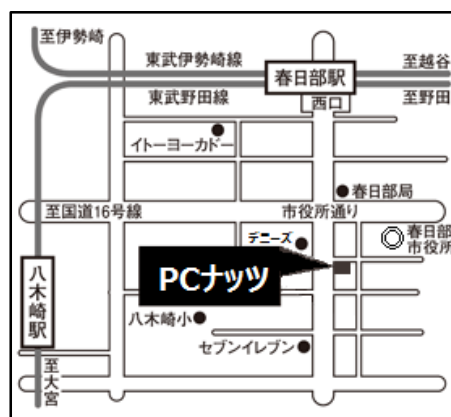 至伊勢崎
東武伊勢崎線
至越谷
春日部駅
東武野田線
至野田
西口
イトーヨーカドー
春日部局
至国道16号線
市役所通り
デニーズ
春日部
市役所
PCナッツ
八木崎駅
八木崎小
セブンイレブン
至大宮